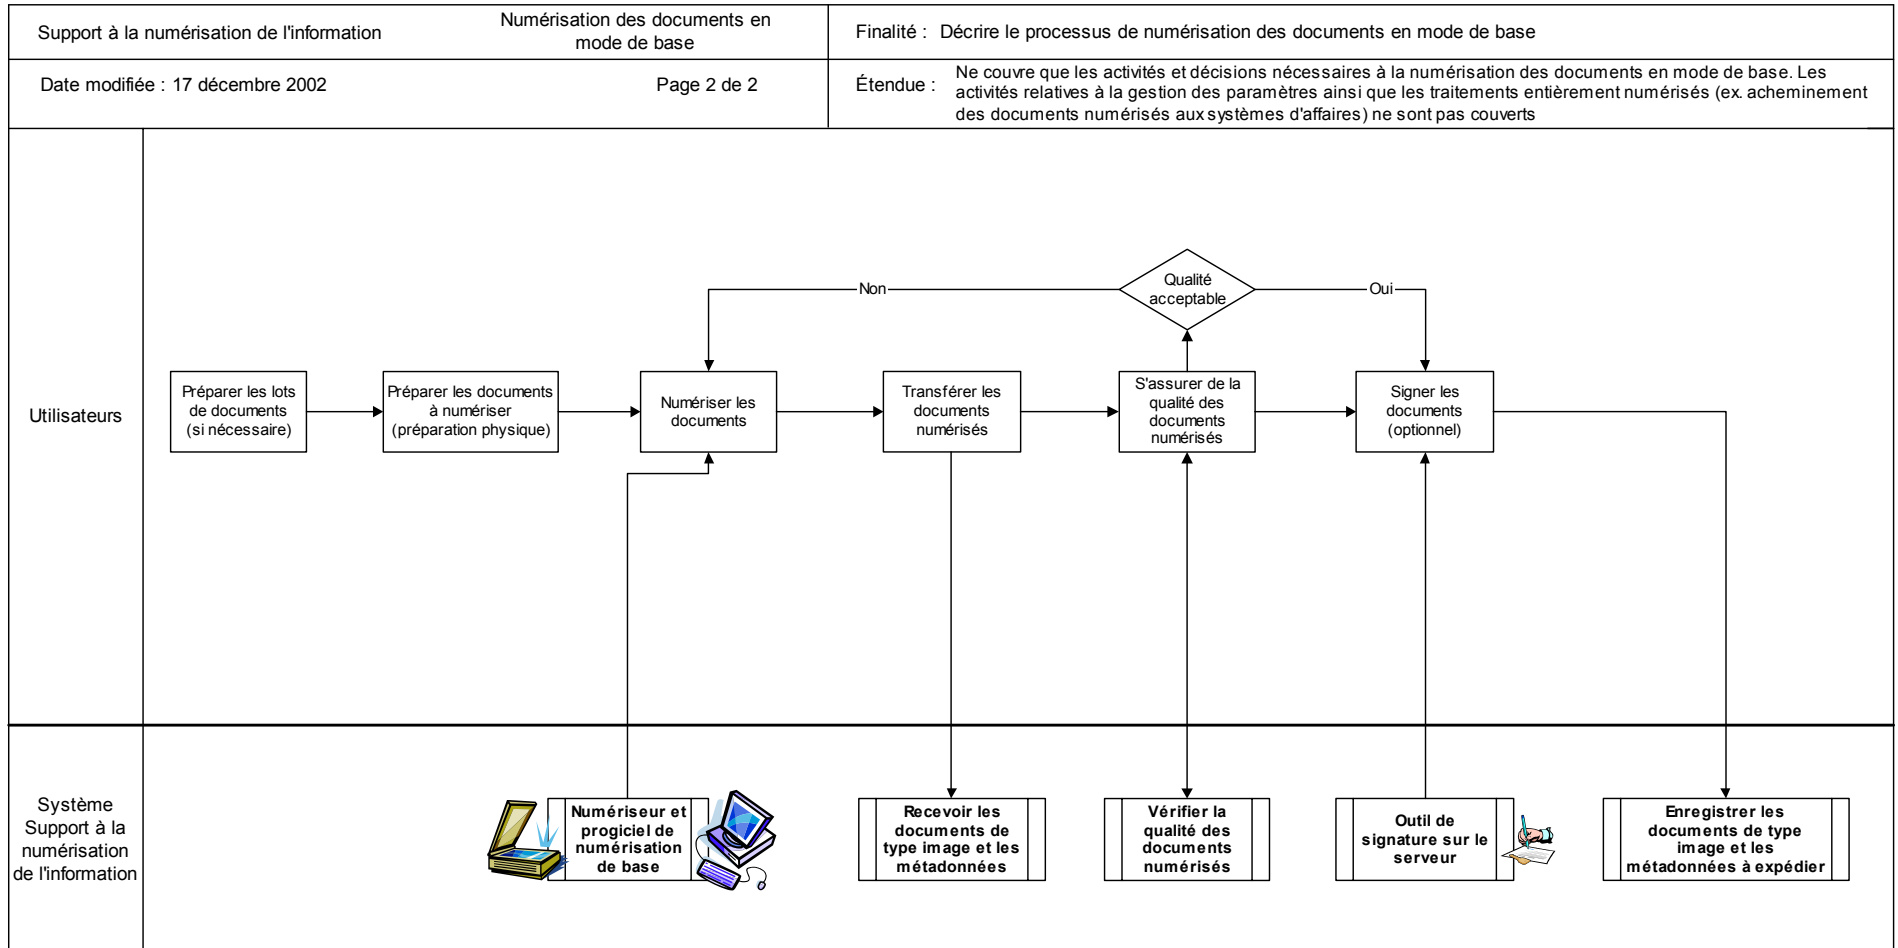 Support à la numérisation de l'information
Numérisation des documents en
mode de base
Finalité : Décrire le processus de numérisation des documents en mode de base
Date modifiée : 17 décembre 2002
Page 2 de 2
Étendue : Ne couvre que les activités et décisions nécessaires à la numérisation des documents en mode de base. Les
activités relatives à la gestion des paramètres ainsi que les traitements entièrement numérisés (ex. acheminement
des documents numérisés aux systèmes d'affaires) ne sont pas couverts
Utilisateurs
Qualité
acceptable
Non
Oui
Préparer les lots
de documents
(si nécessaire)
Préparer les documents
à numériser
(préparation physique)
Numériser les
documents
Transférer les
documents
numérisés
S'assurer de la
qualité des
documents
numérisés
Signer les
documents
(optionnel)
Système
Support à la
numérisation
de l'information
Numériseur et
progiciel de
numérisation
de base
Recevoir les
documents de
type image et les
métadonnées
Vérifier la
qualité des
documents
numérisés
Outil de
signature sur le
serveur
Enregistrer les
documents de type
image et les
métadonnées à expédier